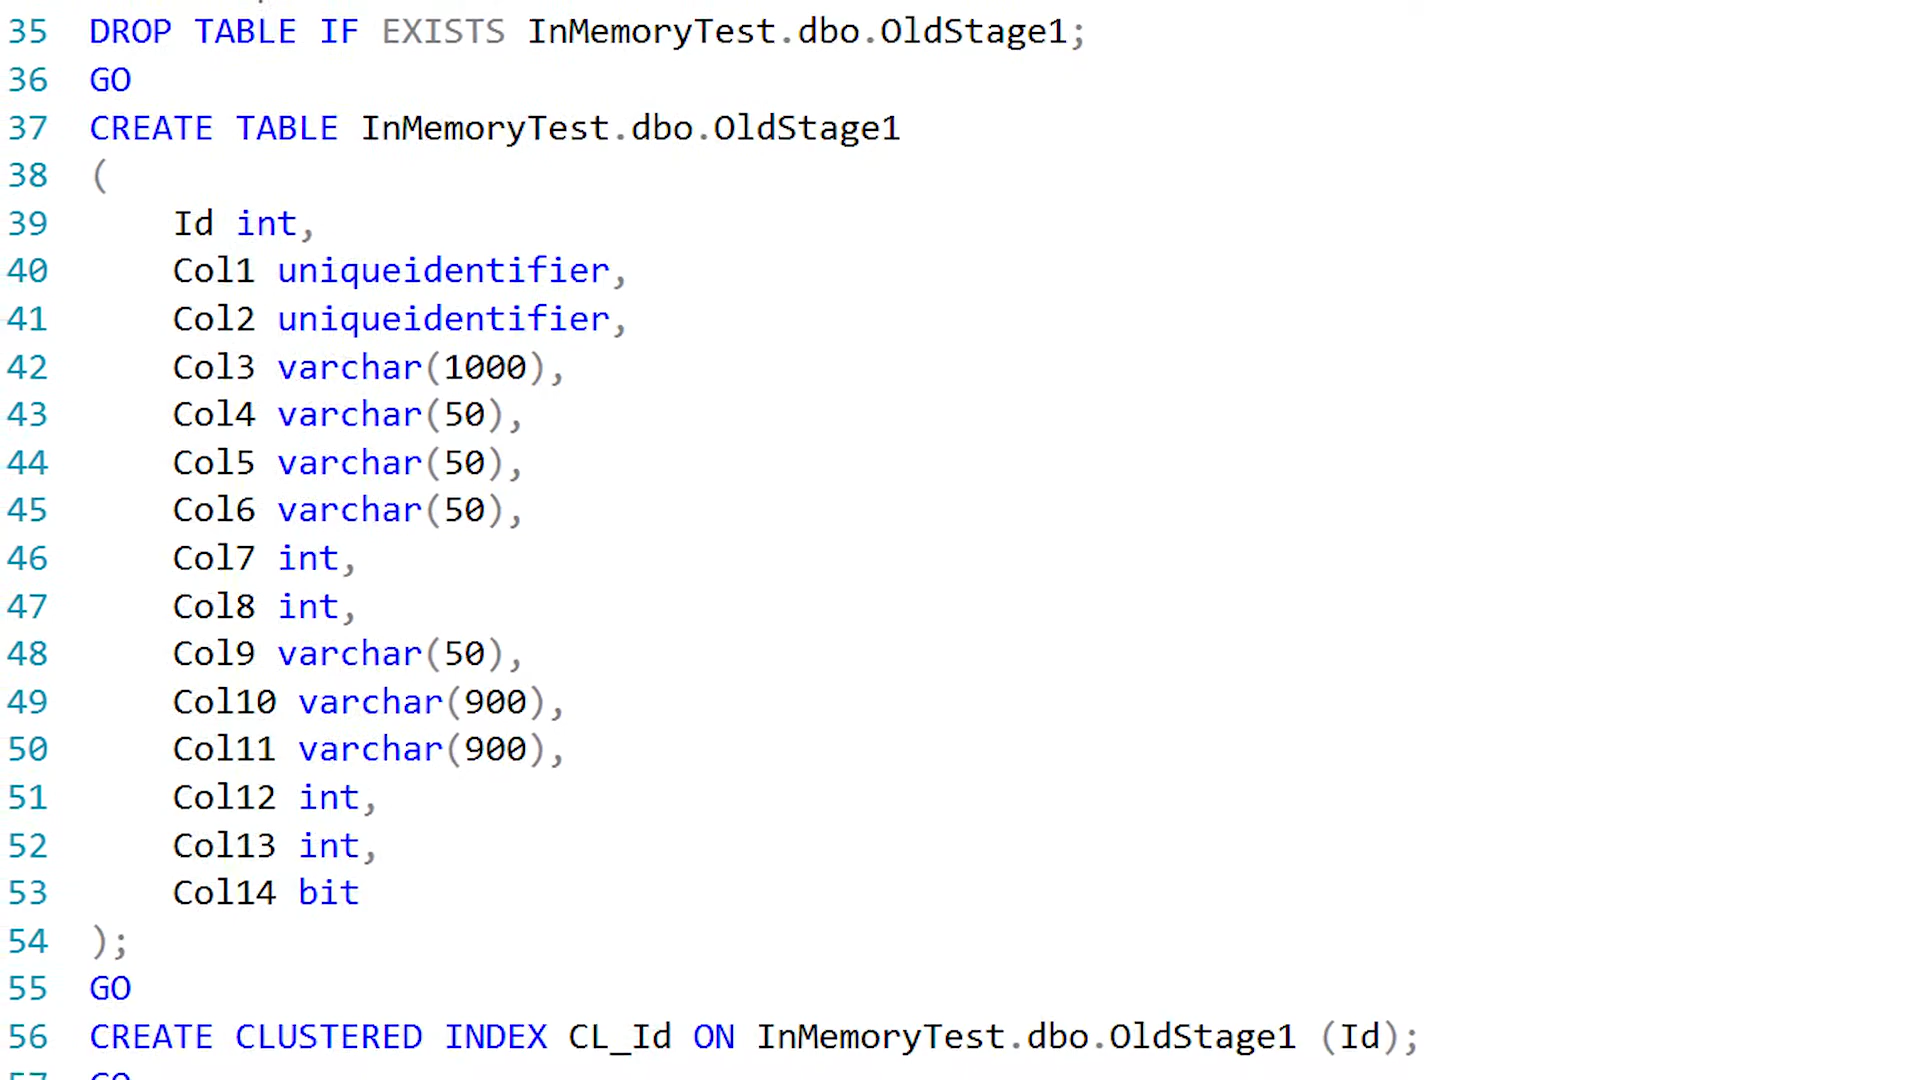 35 DROP TABLE IF EXISTS InMemoryTest.dbo.OldStage1;
36 GO
37 CREATE TABLE InMemoryTest.dbo.OldStage1
38 (
39 Id int,
40 Col1 uniqueidentifier,
41 Col2 uniqueidentifier,
42 Col3 varchar(1000),
43 Col4 varchar(50),
44 Col5 varchar(50),
45 Col6 varchar(50),
46 Col7 int,
47 Col8 int,
48 Col9 varchar(50),
49 Col10 varchar(900),
50 Col11 varchar(900),
51 Col12 int,
52 Col13 int,
53 Col14 bit
54 );
55 GO
56 CREATE CLUSTERED INDEX CL_Id ON InMemoryTest.dbo.OldStage1 (Id);
57 GO